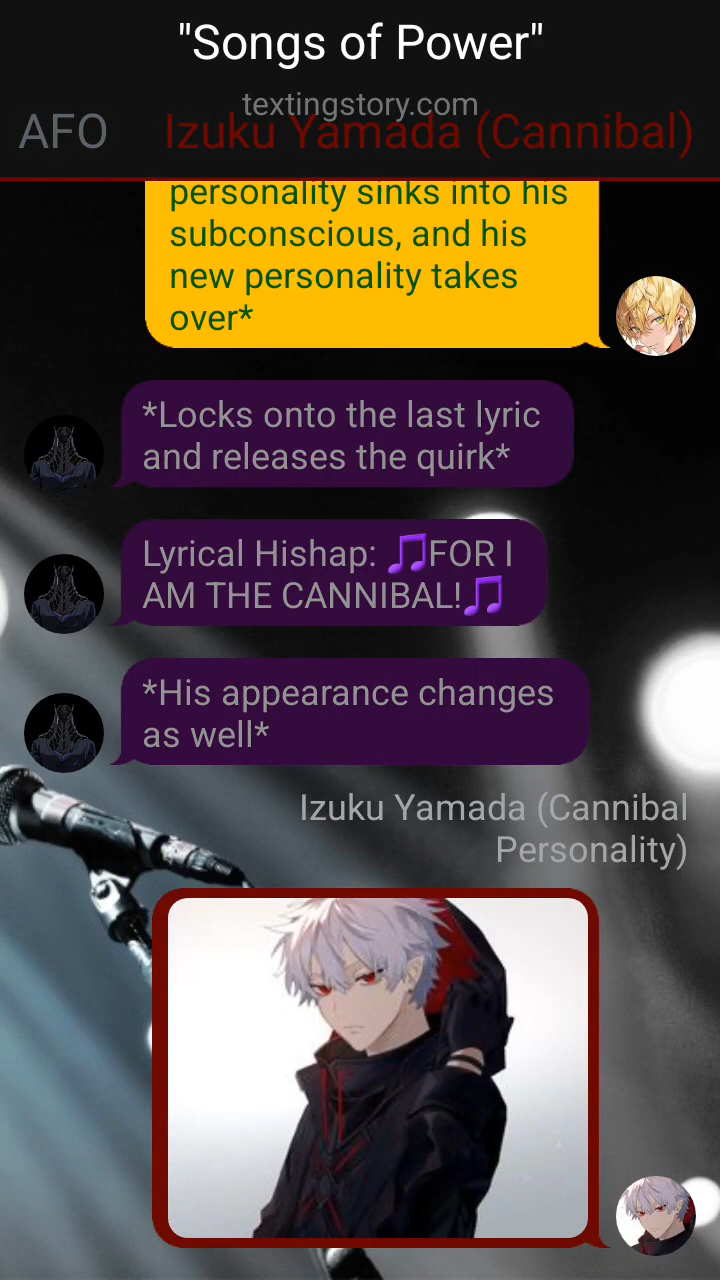 "Songs of Power"
textingstory.com
AFO Izuku Yamada (Cannibal)
personality sinks into his
subconscious, and his
new personality takes
over*
*Locks onto the last lyric
and releases the quirk*
Lyrical Hishap: 🎵FOR I
AM THE CANNIBAL!🎵
*His appearance changes
as well*
Izuku Yamada (Cannibal
Personality)